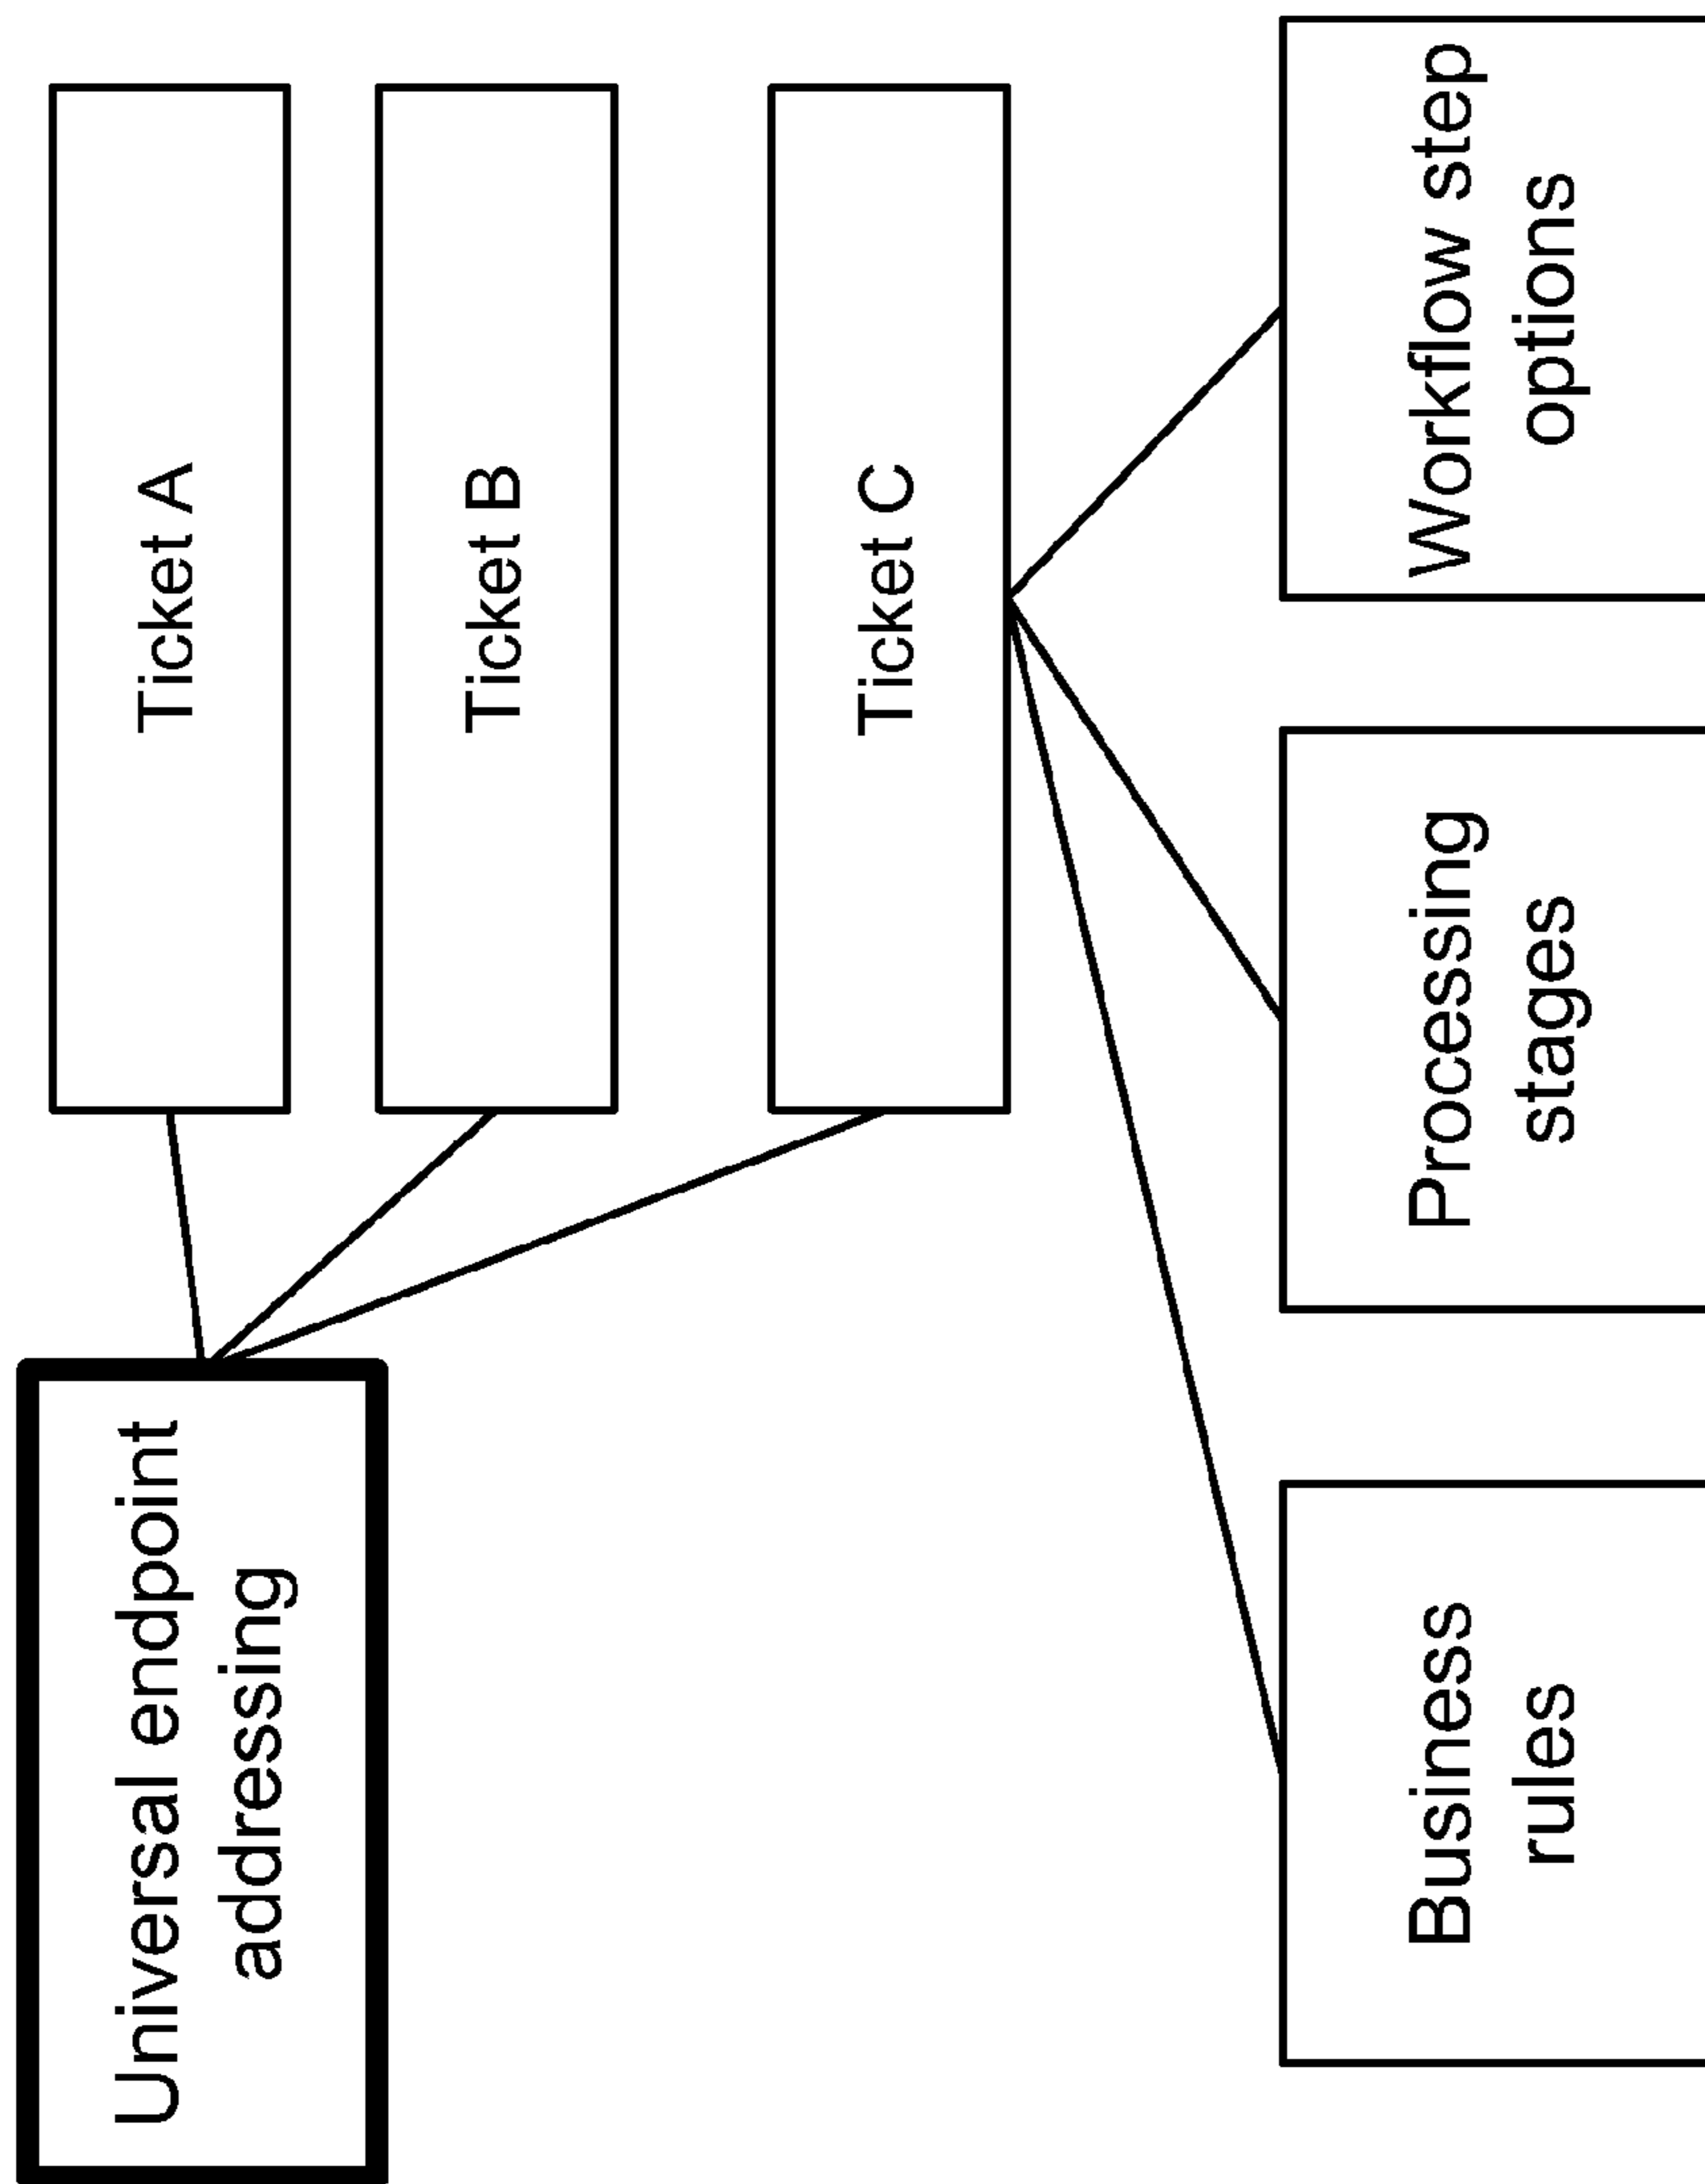 Universal endpoint
addressing
Ticket A
Ticket B
Ticket C
Business
rules
Processing
stages
Workflow step
options